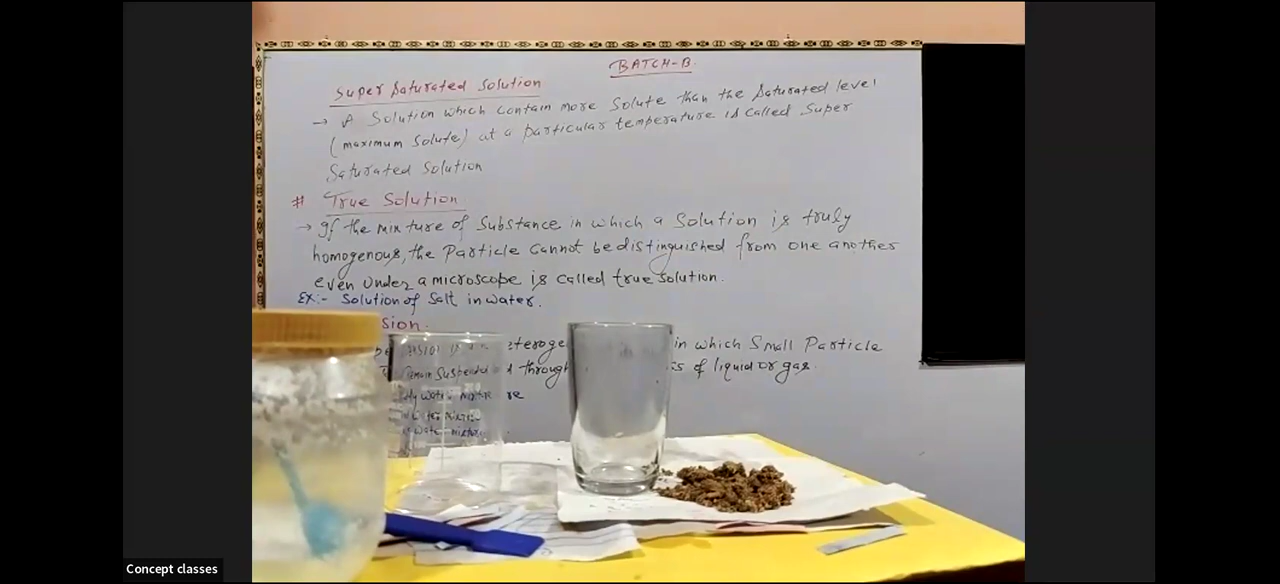 BATCH-B
Super Saturated Solution
→ A Solution which contain more Solute than the Saturated level
(maximum Solute) at a particular temperature is called Super
Saturated Solution
# True Solution
→ If the mixture of Substance in which a Solution is truly
homogenous, the Particle cannot be distinguished from one another
even under a microscope is called true solution.
Ex:- Solution of Salt in water.
sion.
in which Small Particle
remain Suspended throug s of liquid or gas.
Concept classes